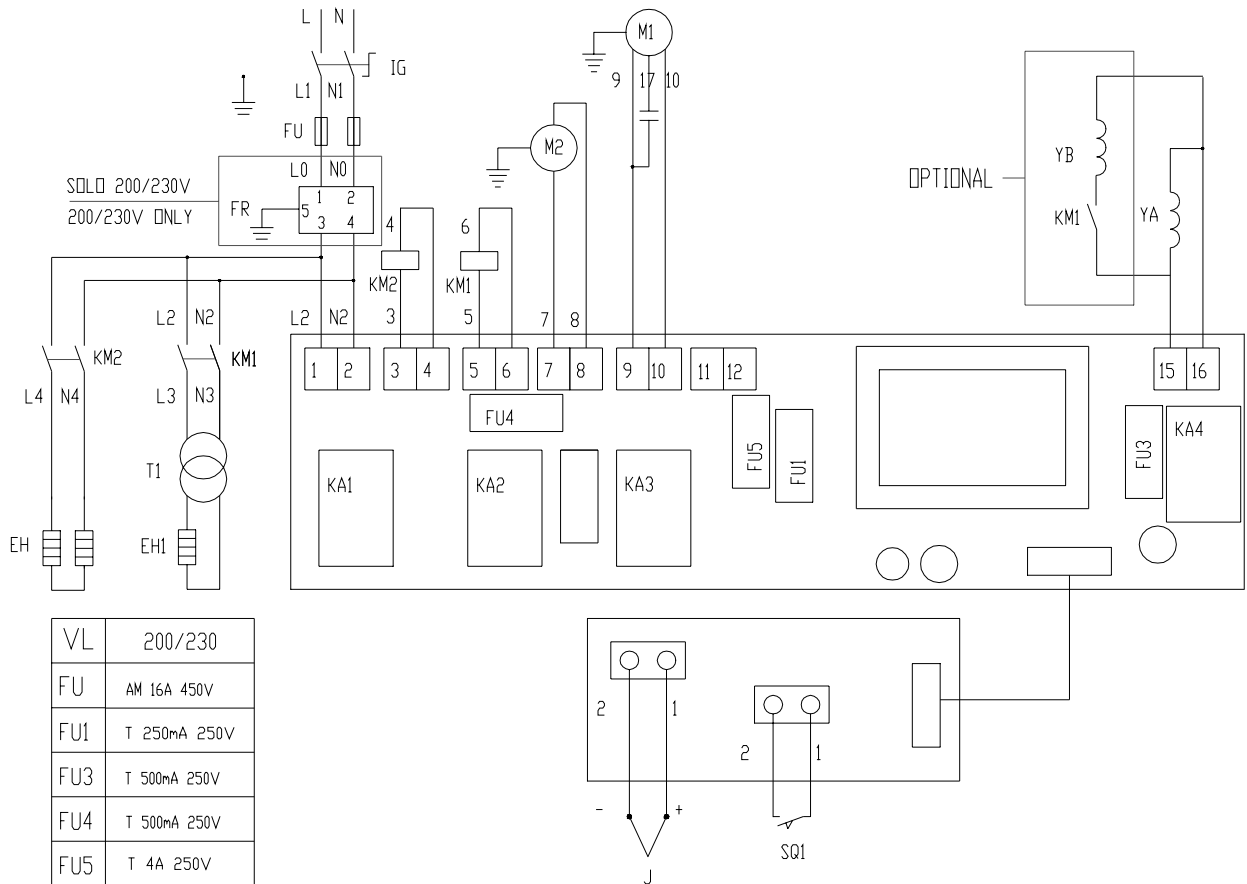 L N
M1
IG
9 17 10
L1 N1
FU
M2
YB
L0 N0
SOLO 200/230V
200/230V ONLY
FR
1 2
5
3 4
OPTIONAL
4
6
KM1
YA
KM2
KM1
L2 N2
L2 N2
3
5
7
8
KM2
KM1
1 2 3 4 5 6 7 8 9 10 11 12 15 16
L4 N4
L3 N3
FU4
FU5
FU1
FU3
KA4
T1
KA1
KA2
KA3
EH
EH1
VL 200/230
FU AM 16A 450V
FU1 T 250mA 250V
FU3 T 500mA 250V
FU4 T 500mA 250V
FU5 T 4A 250V
2 1
2 1
- +
SQ1
J